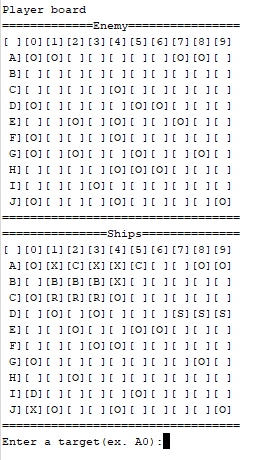 Player board
==============Enemy=================
[ ][0][1][2][3][4][5][6][7][8][9]
A][O][O][ ][ ][ ][ ][ ][O][O][ ]
B][ ][ ][ ][ ][ ][ ][ ][ ][ ][ ]
C][ ][ ][ ][ ][O][ ][ ][ ][ ][ ]
D][O][ ][ ][ ][ ][O][O][ ][ ][ ]
E][ ][ ][O][ ][O][ ][ ][O][ ][ ]
F][O][ ][ ][ ][O][ ][ ][ ][ ][ ]
G][O][ ][O][ ][ ][O][ ][ ][O][ ]
H][ ][ ][ ][ ][O][O][O][ ][ ][ ]
I][ ][ ][ ][O][ ][ ][ ][ ][ ][ ]
J][O][ ][ ][ ][O][ ][ ][ ][ ][O]
====================================
================Ships===============
[ ][0][1][2][3][4][5][6][7][8][9]
A][O][X][C][X][X][C][ ][ ][O][O]
B][ ][B][B][B][X][ ][ ][ ][ ][ ]
C][O][R][R][R][O][ ][ ][ ][ ][ ]
D][ ][O][ ][O][ ][O][ ][S][S][S]
E][ ][ ][O][ ][ ][O][O][ ][ ][ ]
F][ ][ ][ ][O][O][ ][ ][ ][ ][ ]
G][O][ ][ ][ ][ ][ ][ ][ ][O][ ]
H][ ][ ][O][ ][ ][ ][ ][ ][ ][ ]
I][D][ ][ ][ ][ ][O][ ][ ][ ][ ]
J][X][O][ ][ ][O][ ][ ][ ][ ][O]
====================================
Enter a target(ex. A0):